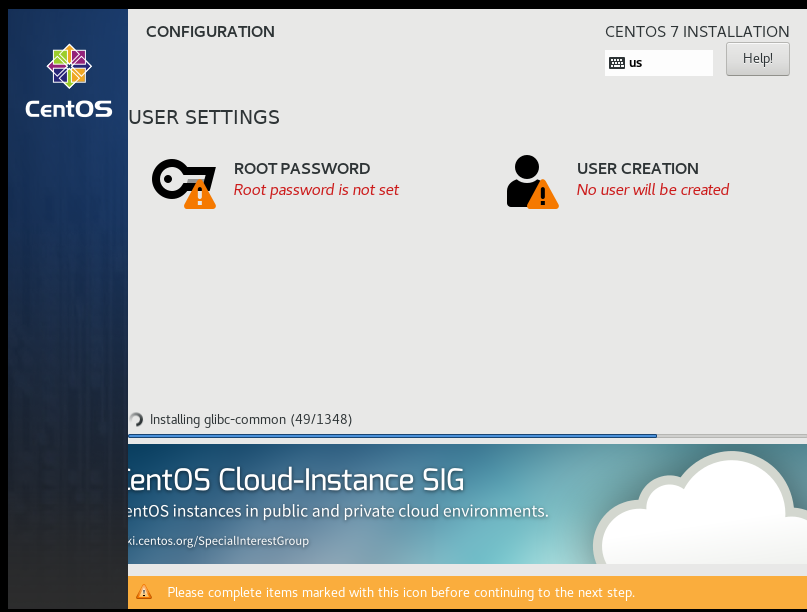 CONFIGURATION
CENTOS 7 INSTALLATION
us
Help!
CentOS
USER SETTINGS
ROOT PASSWORD
Root password is not set
USER CREATION
No user will be created
Installing glibc-common (49/1348)
CentOS Cloud-Instance SIG
entOS instances in public and private cloud environments.
ki.centos.org/SpecialInterestGroup
Please complete items marked with this icon before continuing to the next step.